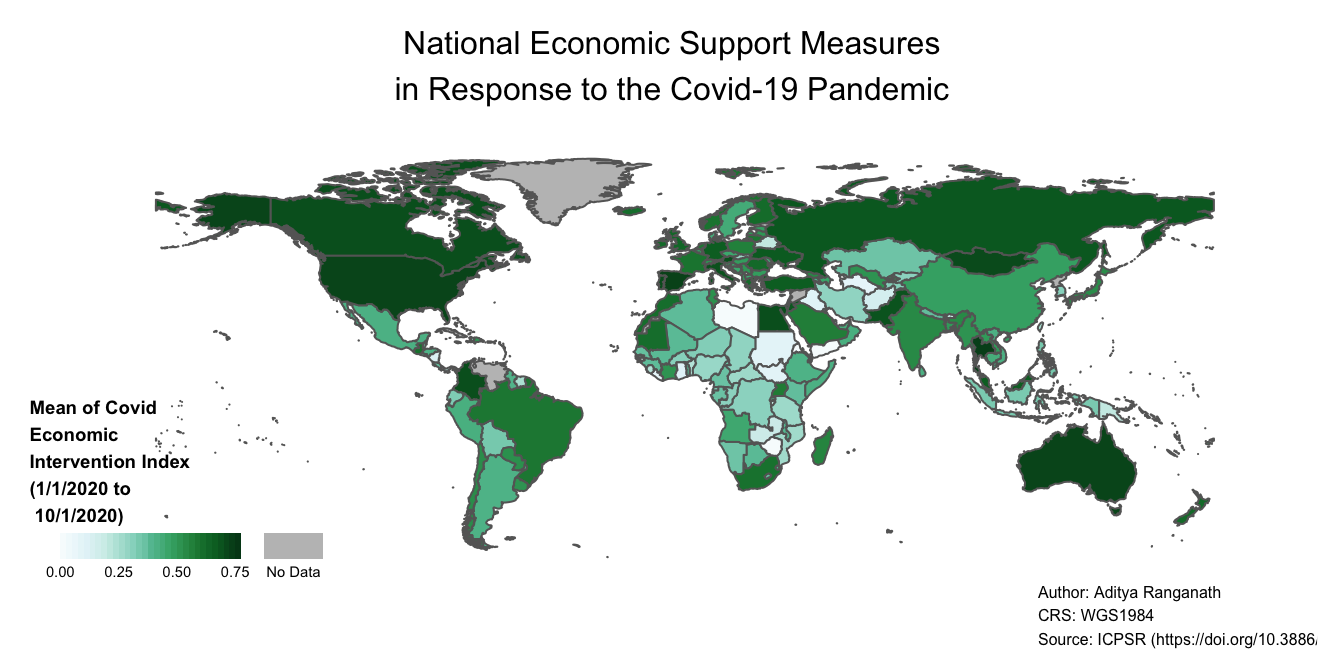 National Economic Support Measures
in Response to the Covid-19 Pandemic
Mean of Covid
Economic
Intervention Index
(1/1/2020 to
10/1/2020)
0.00 0.25 0.50 0.75 No Data
Author: Aditya Ranganath
CRS: WGS1984
Source: ICPSR (https://doi.org/10.3886/